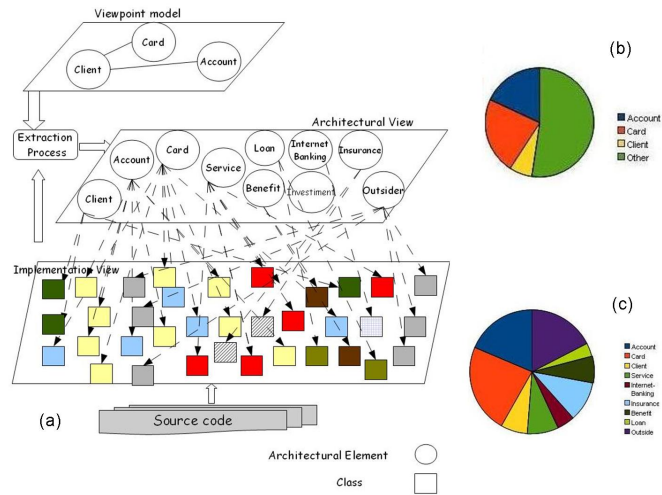 Viewpoint model
Card
Client
Account
Extraction
Process
Architectural View
Account
Card
Service
Loan
Internet
Banking
Insurance
Client
Benefit
Investment
Outsider
Implementation View
(a)
Source code
Architectural Element
Class
(b)
Account
Card
Client
Other
(c)
Account
Card
Client
Service
Internet-
Banking
Insurance
Benefit
Loan
Outside